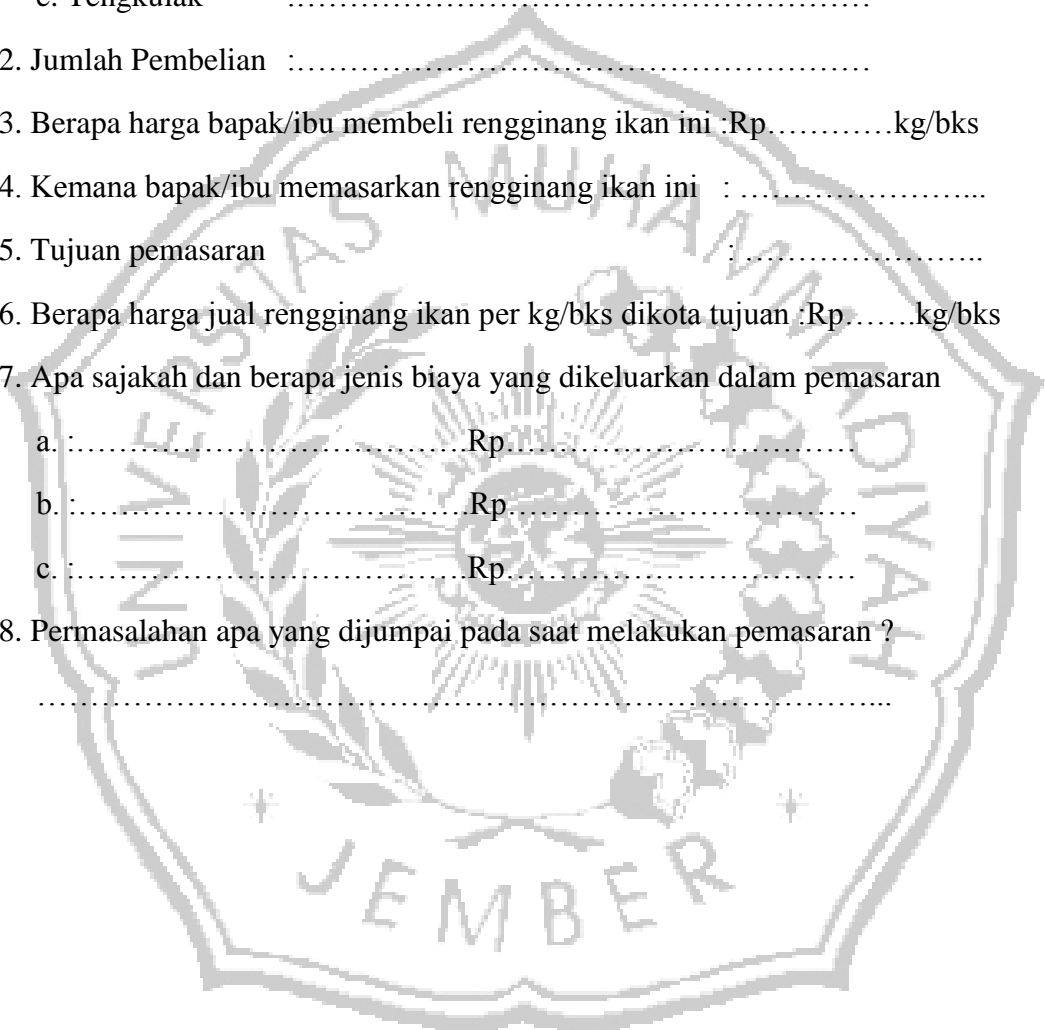 c. Tengkulak :……………………………………………
2. Jumlah Pembelian :……………………………………………
3. Berapa harga bapak/ibu membeli rengginang ikan ini :Rp…………kg/bks
4. Kemana bapak/ibu memasarkan rengginang ikan ini : …………………...
5. Tujuan pemasaran : …………………..
6. Berapa harga jual rengginang ikan per kg/bks dikota tujuan :Rp…….kg/bks
7. Apa sajakah dan berapa jenis biaya yang dikeluarkan dalam pemasaran
a. :………………………………Rp……………………………
b. :………………………………Rp……………………………
c. :………………………………Rp……………………………
8. Permasalahan apa yang dijumpai pada saat melakukan pemasaran ?
…………………………………………………………………...
UNIVERSITAS MUHAMMADIYAH
JEMBER